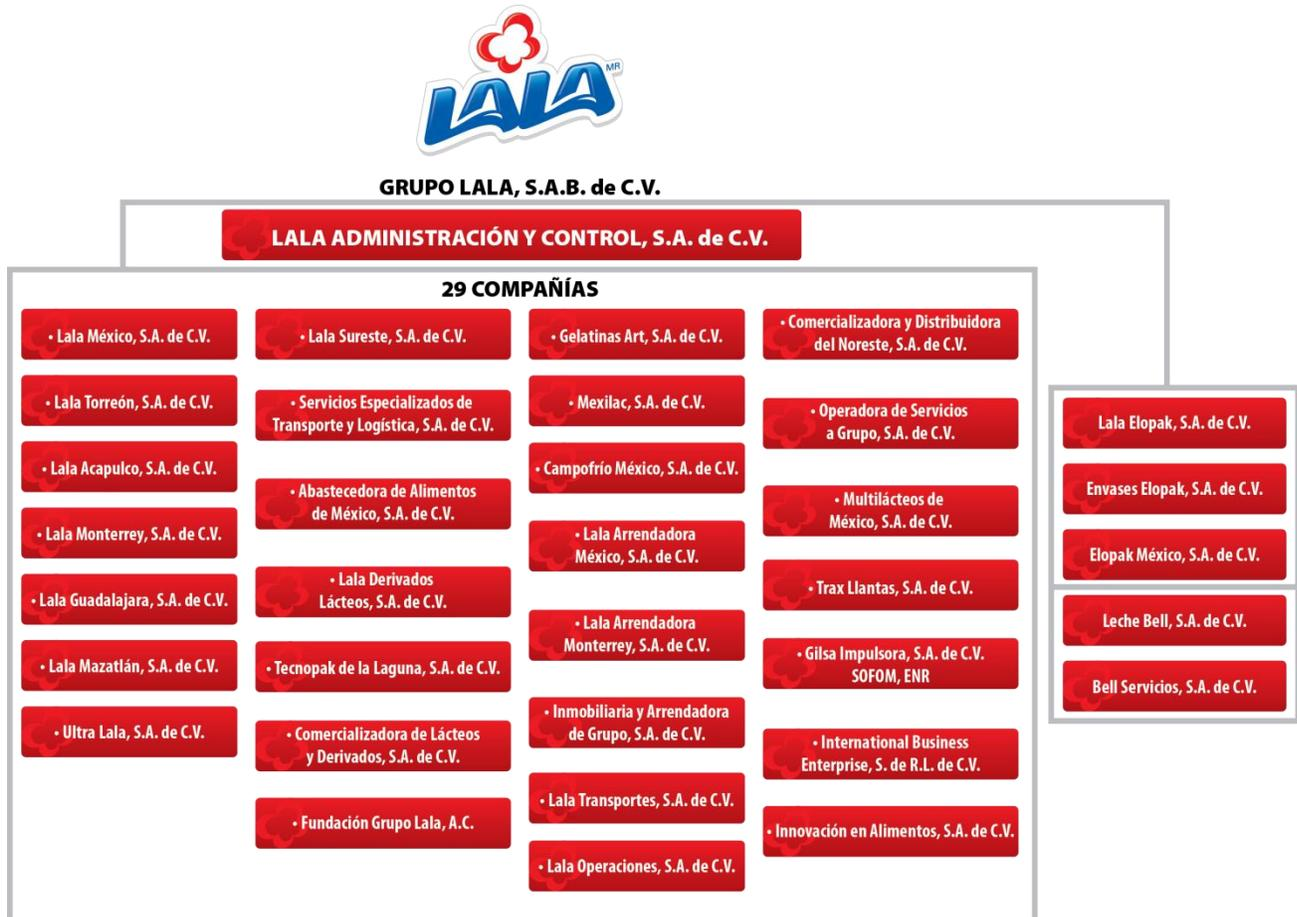 LALA MR
GRUPO LALA, S.A.B. de C.V.
LALA ADMINISTRACIÓN Y CONTROL, S.A. de C.V.
29 COMPAÑÍAS
• Lala México, S.A. de C.V.
• Lala Torreón, S.A. de C.V.
• Lala Acapulco, S.A. de C.V.
• Lala Monterrey, S.A. de C.V.
• Lala Guadalajara, S.A. de C.V.
• Lala Mazatlán, S.A. de C.V.
• Ultra Lala, S.A. de C.V.
• Lala Sureste, S.A. de C.V.
• Servicios Especializados de
Transporte y Logística, S.A. de C.V.
• Abastecedora de Alimentos
de México, S.A. de C.V.
• Lala Derivados
Lácteos, S.A. de C.V.
• Tecnopak de la Laguna, S.A. de C.V.
• Comercializadora de Lácteos
y Derivados, S.A. de C.V.
• Fundación Grupo Lala, A.C.
• Gelatinas Art, S.A. de C.V.
• Mexilac, S.A. de C.V.
• Campofrío México, S.A. de C.V.
• Lala Arrendadora
México, S.A. de C.V.
• Lala Arrendadora
Monterrey, S.A. de C.V.
• Inmobiliaria y Arrendadora
de Grupo, S.A. de C.V.
• Lala Transportes, S.A. de C.V.
• Lala Operaciones, S.A. de C.V.
• Comercializadora y Distribuidora
del Noreste, S.A. de C.V.
• Operadora de Servicios
a Grupo, S.A. de C.V.
• Multilácteos de
México, S.A. de C.V.
• Trax Llantas, S.A. de C.V.
• Gilsa Impulsora, S.A. de C.V.
SOFOM, ENR
• International Business
Enterprise, S. de R.L. de C.V.
• Innovación en Alimentos, S.A. de C.V.
Lala Elopak, S.A. de C.V.
Envases Elopak, S.A. de C.V.
Elopak México, S.A. de C.V.
Leche Bell, S.A. de C.V.
Bell Servicios, S.A. de C.V.